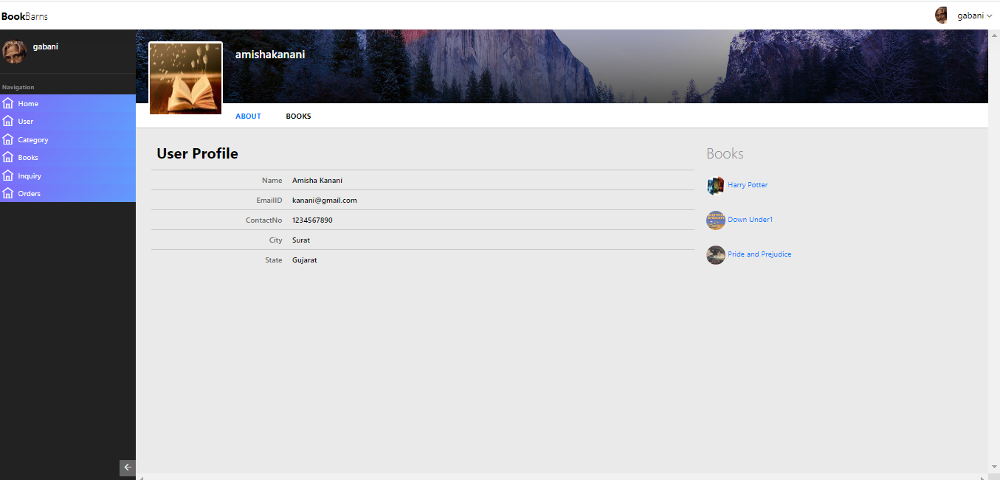 BookBarns
gabani
gabani
Navigation
Home
User
Category
Books
Inquiry
Orders
amishakanani
ABOUT BOOKS
User Profile
Name Amisha Kanani
EmailID kanani@gmail.com
ContactNo 1234567890
City Surat
State Gujarat
Books
Harry Potter
Down Under1
Pride and Prejudice